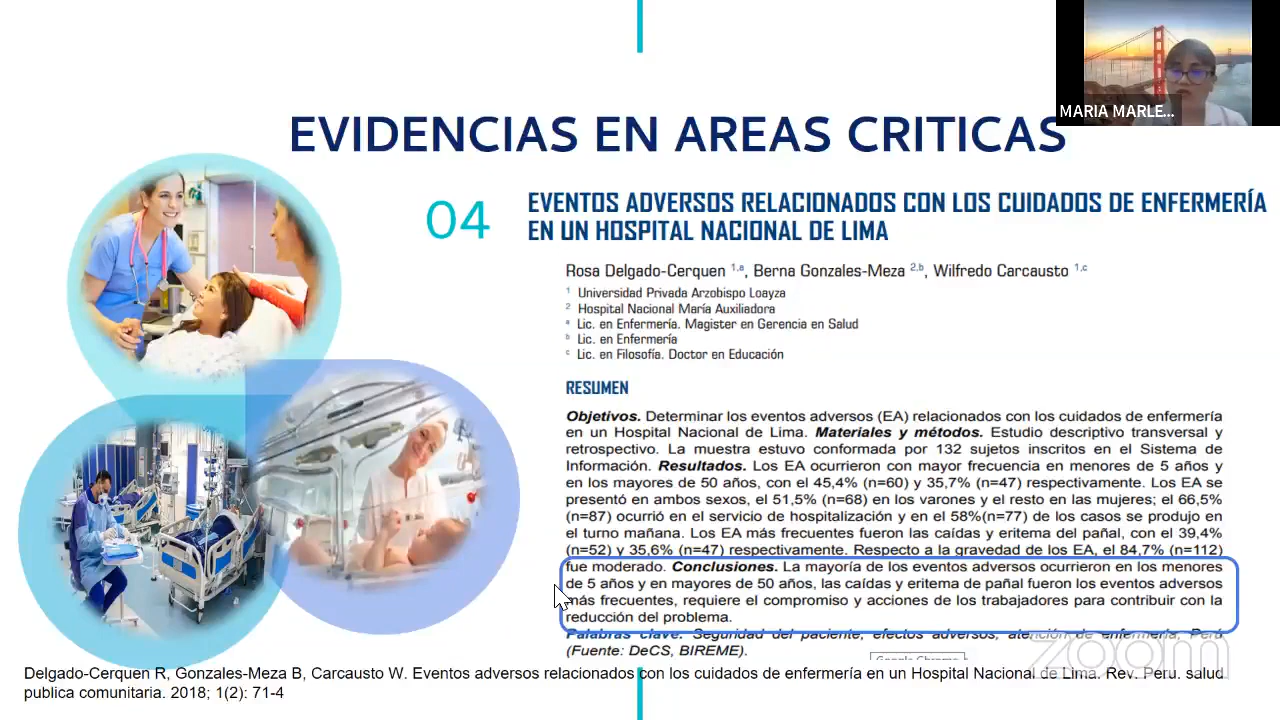 MARIA MARLE...
EVIDENCIAS EN AREAS CRITICAS
04
EVENTOS ADVERSOS RELACIONADOS CON LOS CUIDADOS DE ENFERMERÍA
EN UN HOSPITAL NACIONAL DE LIMA
Rosa Delgado-Cerquen 1,a, Berna Gonzales-Meza 2,b, Wilfredo Carcausto 1,c
1 Universidad Privada Arzobispo Loayza
2 Hospital Nacional María Auxiliadora
a Lic. en Enfermería. Magister en Gerencia en Salud
b Lic. en Enfermería
c Lic. en Filosofía. Doctor en Educación
RESUMEN
Objetivos. Determinar los eventos adversos (EA) relacionados con los cuidados de enfermería
en un Hospital Nacional de Lima. Materiales y métodos. Estudio descriptivo transversal y
retrospectivo. La muestra estuvo conformada por 132 sujetos inscritos en el Sistema de
Información. Resultados. Los EA ocurrieron con mayor frecuencia en menores de 5 años y
en los mayores de 50 años, con el 45,4% (n=60) y 35,7% (n=47) respectivamente. Los EA se
presentó en ambos sexos, el 51,5% (n=68) en los varones y el resto en las mujeres; el 66,5%
(n=87) ocurrió en el servicio de hospitalización y en el 58%(n=77) de los casos se produjo en
el turno mañana. Los EA más frecuentes fueron las caídas y eritema del pañal, con el 39,4%
(n=52) y 35,6% (n=47) respectivamente. Respecto a la gravedad de los EA, el 84,7% (n=112)
fue moderado. Conclusiones. La mayoría de los eventos adversos ocurrieron en los menores
de 5 años y en mayores de 50 años, las caídas y eritema de pañal fueron los eventos adversos
más frecuentes, requiere el compromiso y acciones de los trabajadores para contribuir con la
reducción del problema.
Palabras clave: Seguridad del paciente, efectos adversos, atención de enfermería, Perú
(Fuente: DeCS, BIREME).
Google Chrome
zoom
Delgado-Cerquen R, Gonzales-Meza B, Carcausto W. Eventos adversos relacionados con los cuidados de enfermería en un Hospital Nacional de Lima. Rev. Peru. salud
publica comunitaria. 2018; 1(2): 71-4